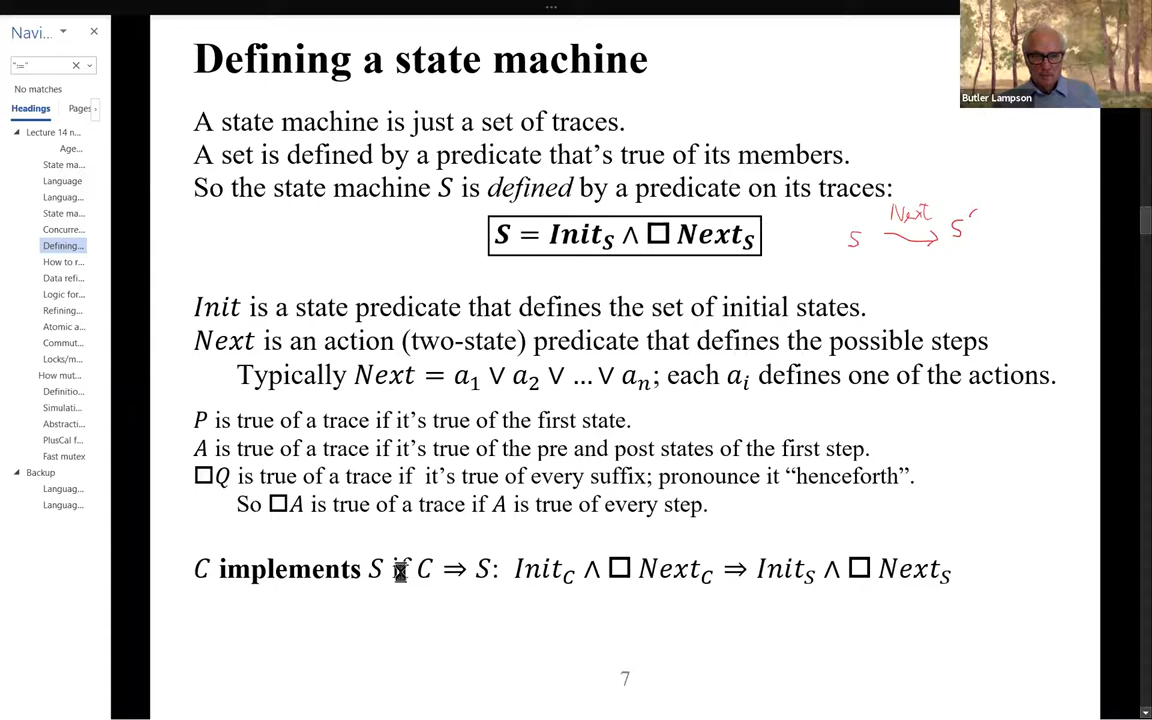 Navi...
Defining a state machine
":="
No matches
Headings
Pages
Butler Lampson
A state machine is just a set of traces.
A set is defined by a predicate that's true of its members.
So the state machine S is defined by a predicate on its traces:
S = Init_S ∧ □ Next_S
S Next S'
Init is a state predicate that defines the set of initial states.
Next is an action (two-state) predicate that defines the possible steps
Typically Next = a₁ ∨ a₂ ∨ … ∨ aₙ; each aᵢ defines one of the actions.
P is true of a trace if it's true of the first state.
A is true of a trace if it's true of the pre and post states of the first step.
□Q is true of a trace if it's true of every suffix; pronounce it "henceforth".
So □A is true of a trace if A is true of every step.
C implements S if C ⇒ S: Init_C ∧ □ Next_C ⇒ Init_S ∧ □ Next_S
7
Lecture 14 n...
Age...
State ma...
Language
Languag...
State ma...
Concurre...
Defining...
How to r...
Data refi...
Logic for...
Refining...
Atomic a...
Commut...
Locks/m...
How mut...
Definitio...
Simulati...
Abstracti...
PlusCal f...
Fast mutex
Backup
Languag...
Languag...